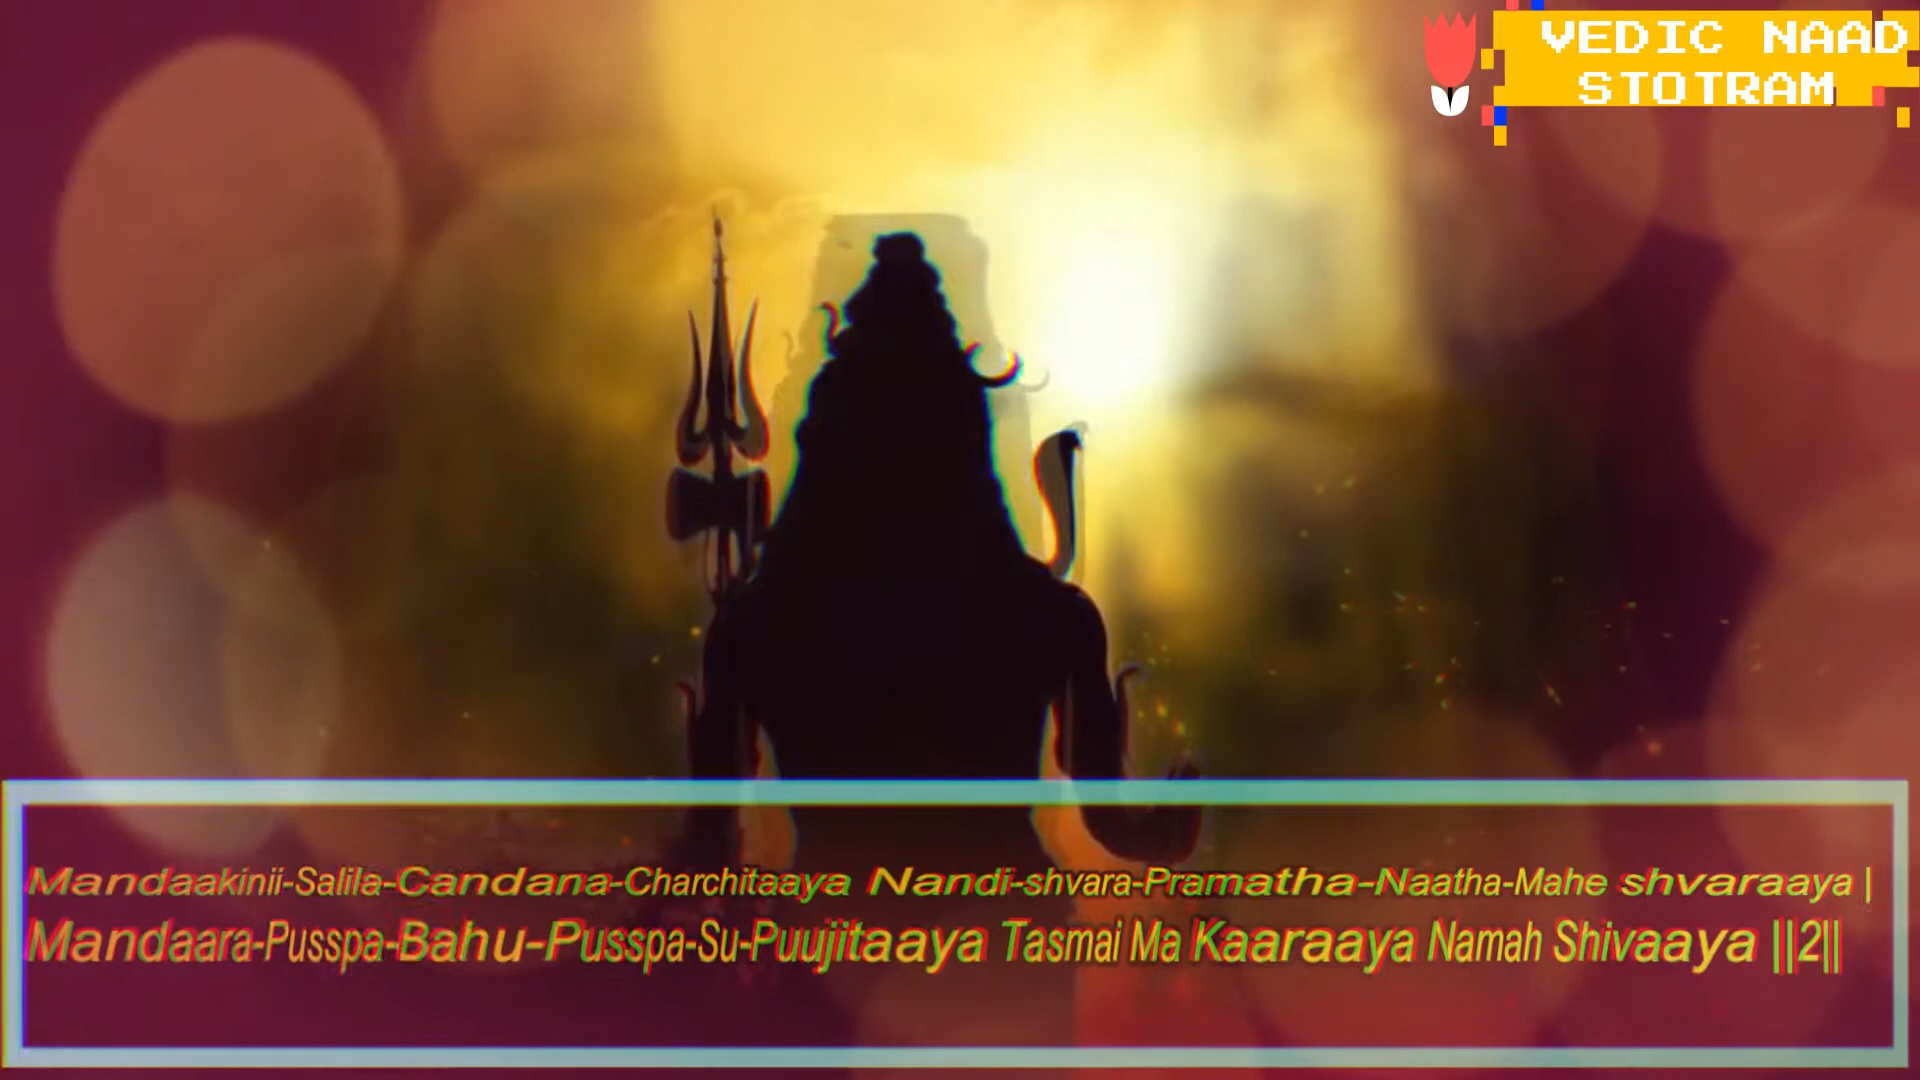 VEDIC NAAD
STOTRAM
Mandaakinii-Salila-Candana-Charchitaaya Nandi-shvara-Pramatha-Naatha-Mahe shvaraaya |
Mandaara-Pusspa-Bahu-Pusspa-Su-Puujitaaya Tasmai Ma Kaaraaya Namah Shivaaya ||2||